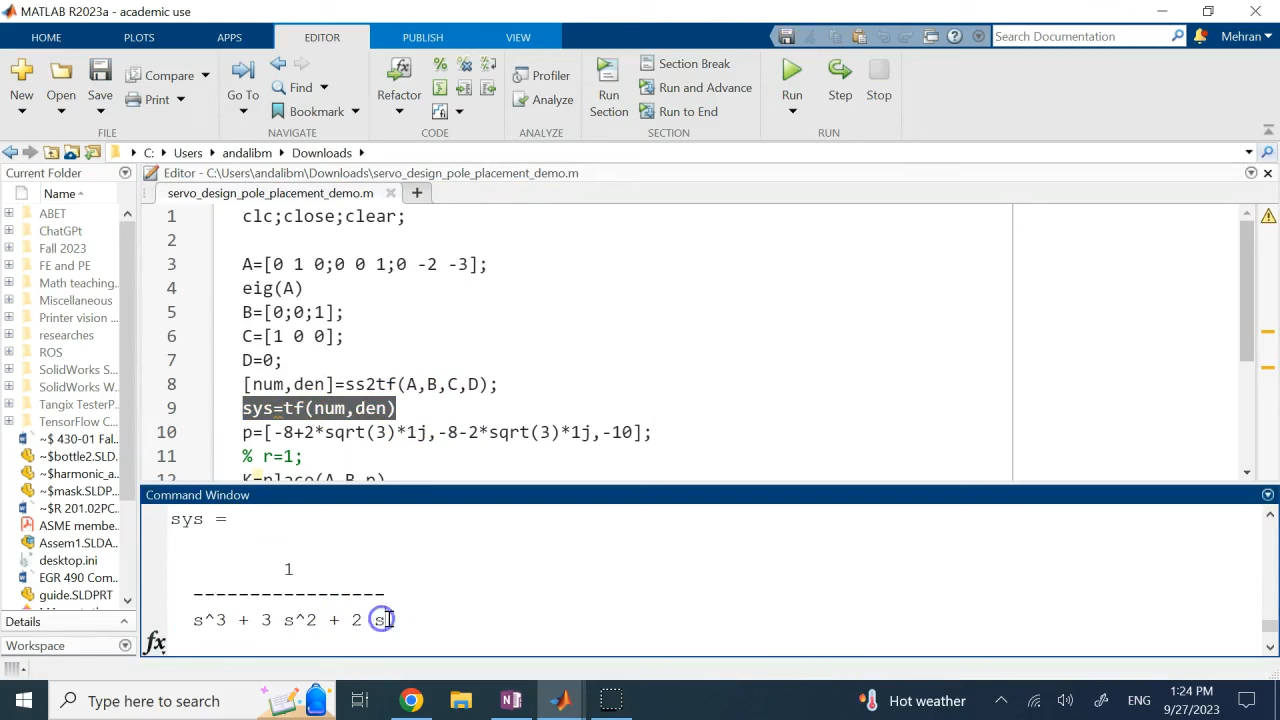 MATLAB R2023a - academic use
HOME PLOTS APPS EDITOR PUBLISH VIEW Search Documentation Mehran
New Open Save Compare Print
Go To Find Bookmark
Refactor
Profiler Analyze
Run Section Section Break Run and Advance Run to End
Run Step Stop
FILE NAVIGATE CODE ANALYZE SECTION RUN
C: Users andalibm Downloads
Current Folder
Name
ABET
ChatGPt
Fall 2023
FE and PE
Math teaching...
Miscellaneous
Printer vision ...
researches
ROS
SolidWorks S...
SolidWorks W...
Tangix TesterP...
TensorFlow C...
~$ 430-01 Fal...
~$bottle2.SLD...
~$harmonic_a...
~$mask.SLDP...
~$R 201.02PC...
ASME membe...
Assem1.SLDA...
desktop.ini
EGR 490 Com...
guide.SLDPRT
Details
Workspace
Editor - C:\Users\andalibm\Downloads\servo_design_pole_placement_demo.m
servo_design_pole_placement_demo.m
1 clc;close;clear;
2
3 A=[0 1 0;0 0 1;0 -2 -3];
4 eig(A)
5 B=[0;0;1];
6 C=[1 0 0];
7 D=0;
8 [num,den]=ss2tf(A,B,C,D);
9 sys=tf(num,den)
10 p=[-8+2*sqrt(3)*1j,-8-2*sqrt(3)*1j,-10];
11 % r=1;
12 K=place(A,B,p)
Command Window
sys =
1
-----------------
s^3 + 3 s^2 + 2 s
fx
Type here to search
Hot weather
ENG
1:24 PM
9/27/2023